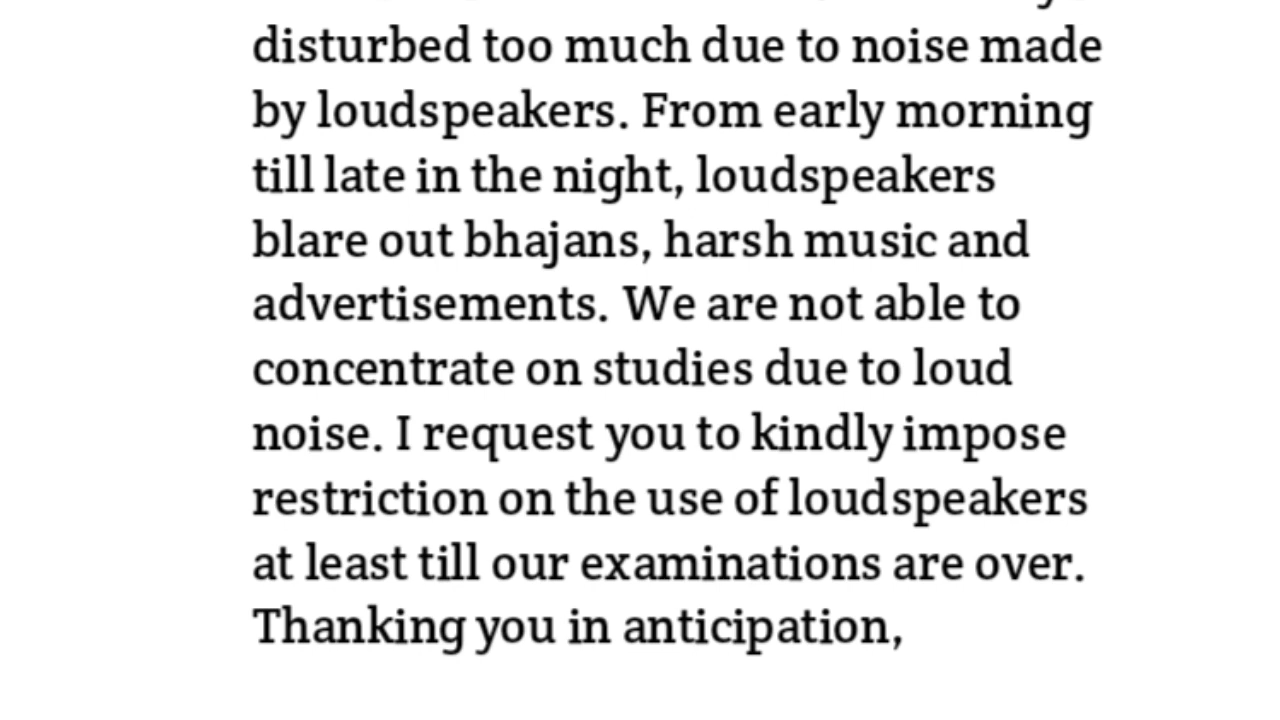 disturbed too much due to noise made
by loudspeakers. From early morning
till late in the night, loudspeakers
blare out bhajans, harsh music and
advertisements. We are not able to
concentrate on studies due to loud
noise. I request you to kindly impose
restriction on the use of loudspeakers
at least till our examinations are over.
Thanking you in anticipation,